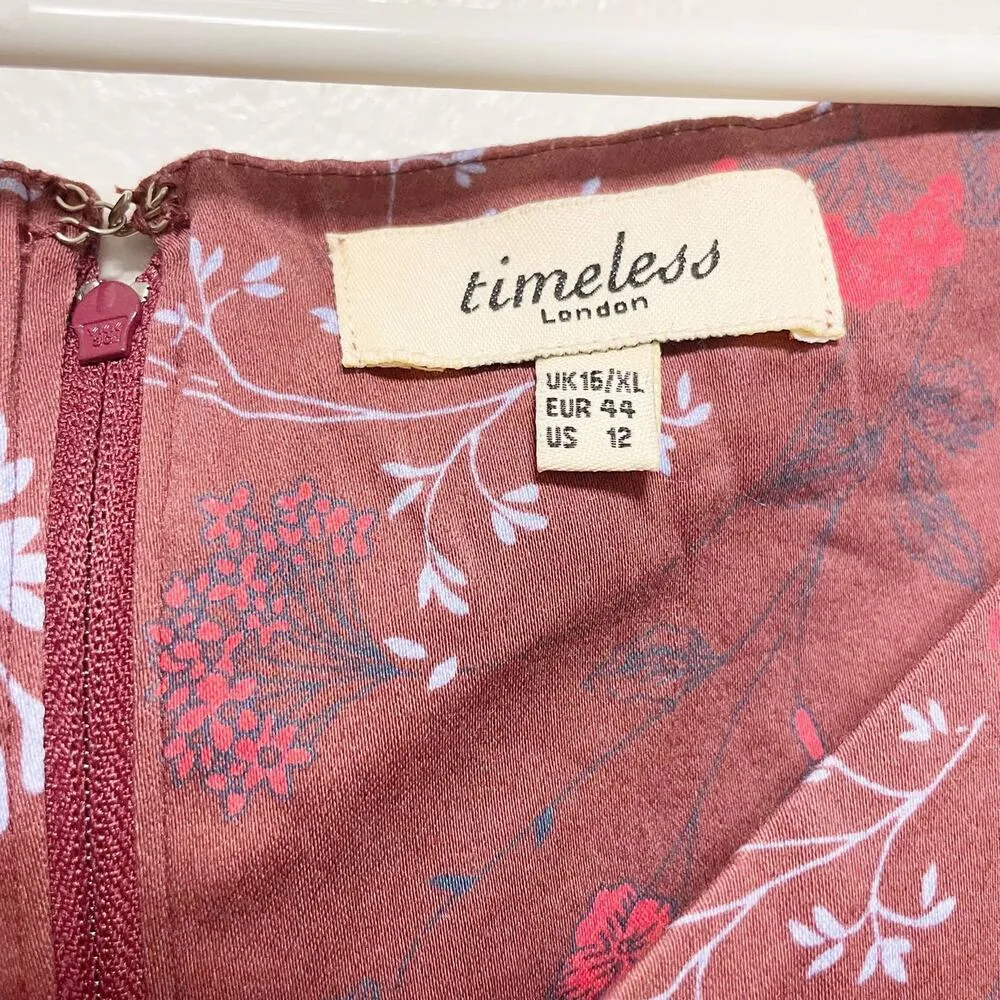 timeless
London
UK16/XL
EUR 44
US 12